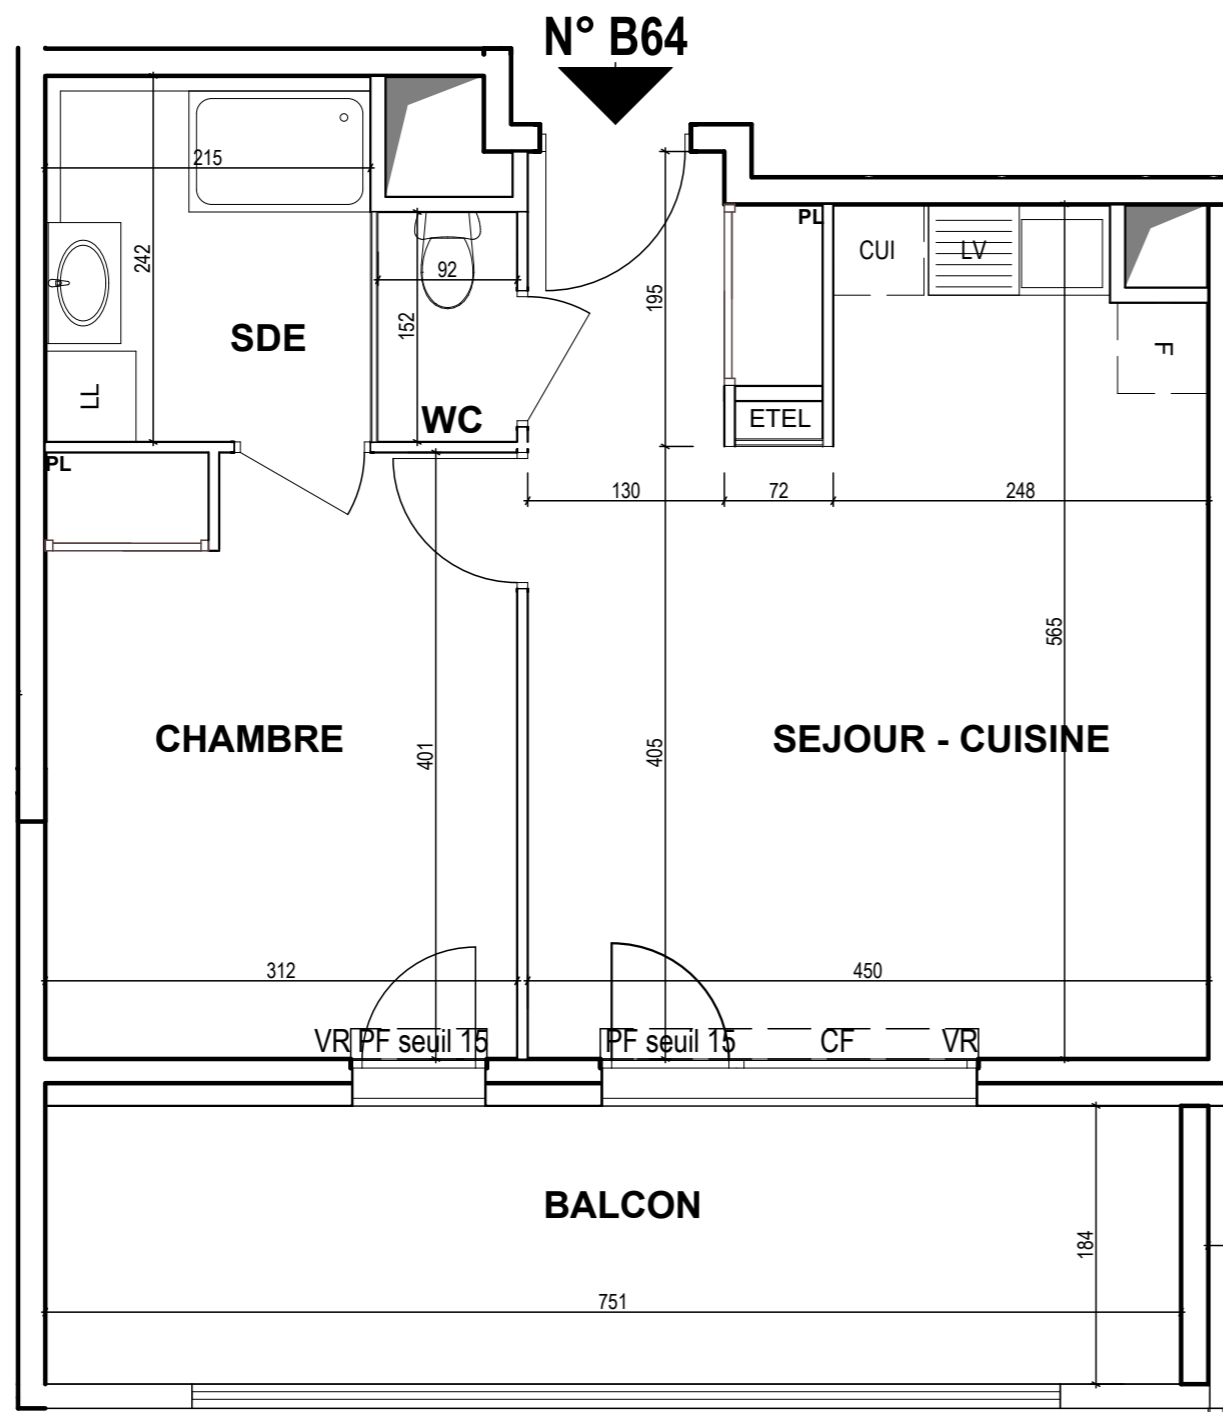 N° B64
215
PL
CUI
LV
242
92
195
152
SDE
F
LL
WC
ETEL
PL
130
72
248
565
CHAMBRE
401
405
SEJOUR - CUISINE
312
450
VR PF seuil 15
PF seuil 15
CF
VR
BALCON
184
751